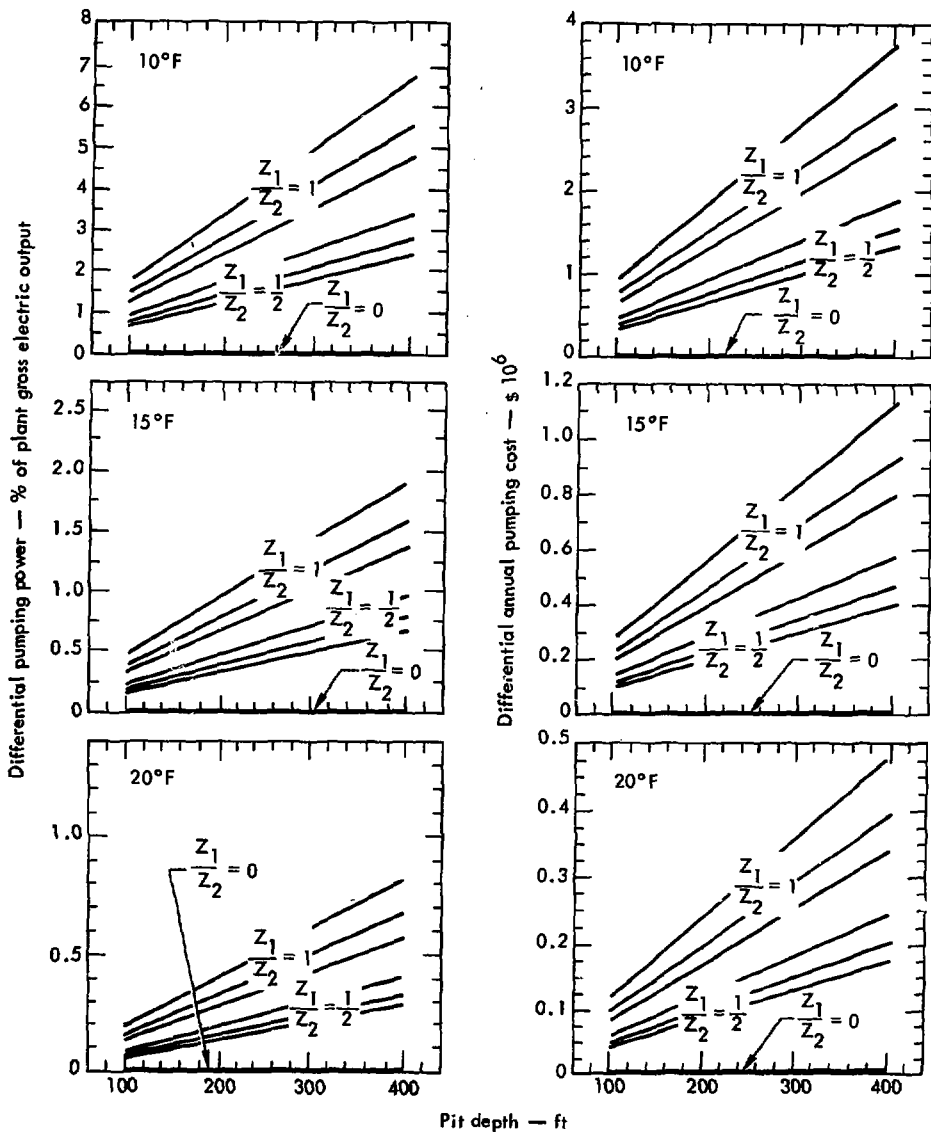 Differential pumping power — % of plant gross electric output
8
7
6
5
4
3
2
1
0
10°F
Z1/Z2 = 1
Z1/Z2 = 1/2
Z1/Z2 = 0
2.5
2.0
1.5
1.0
0.5
0
15°F
Z1/Z2 = 1
Z1/Z2 = 1/2
Z1/Z2 = 0
1.0
0.5
0
20°F
Z1/Z2 = 0
Z1/Z2 = 1
Z1/Z2 = 1/2
100 200 300 400
Differential annual pumping cost — $ 10^6
4
3
2
1
0
10°F
Z1/Z2 = 1
Z1/Z2 = 1/2
Z1/Z2 = 0
1.2
1.0
0.8
0.6
0.4
0.2
0
15°F
Z1/Z2 = 1
Z1/Z2 = 1/2
Z1/Z2 = 0
0.5
0.4
0.3
0.2
0.1
0
20°F
Z1/Z2 = 1
Z1/Z2 = 1/2
Z1/Z2 = 0
100 200 300 400
Pit depth — ft